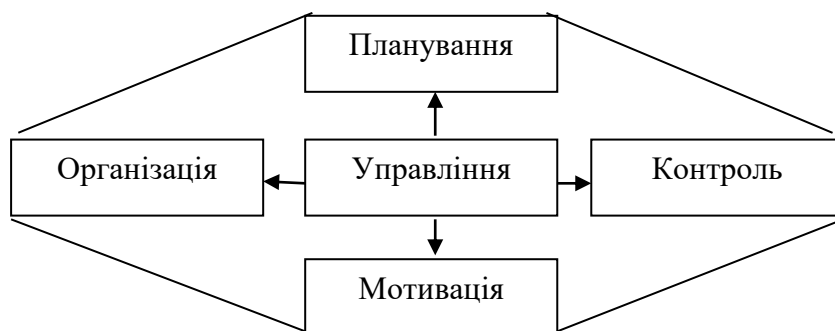 Планування
Організація
Управління
Контроль
Мотивація